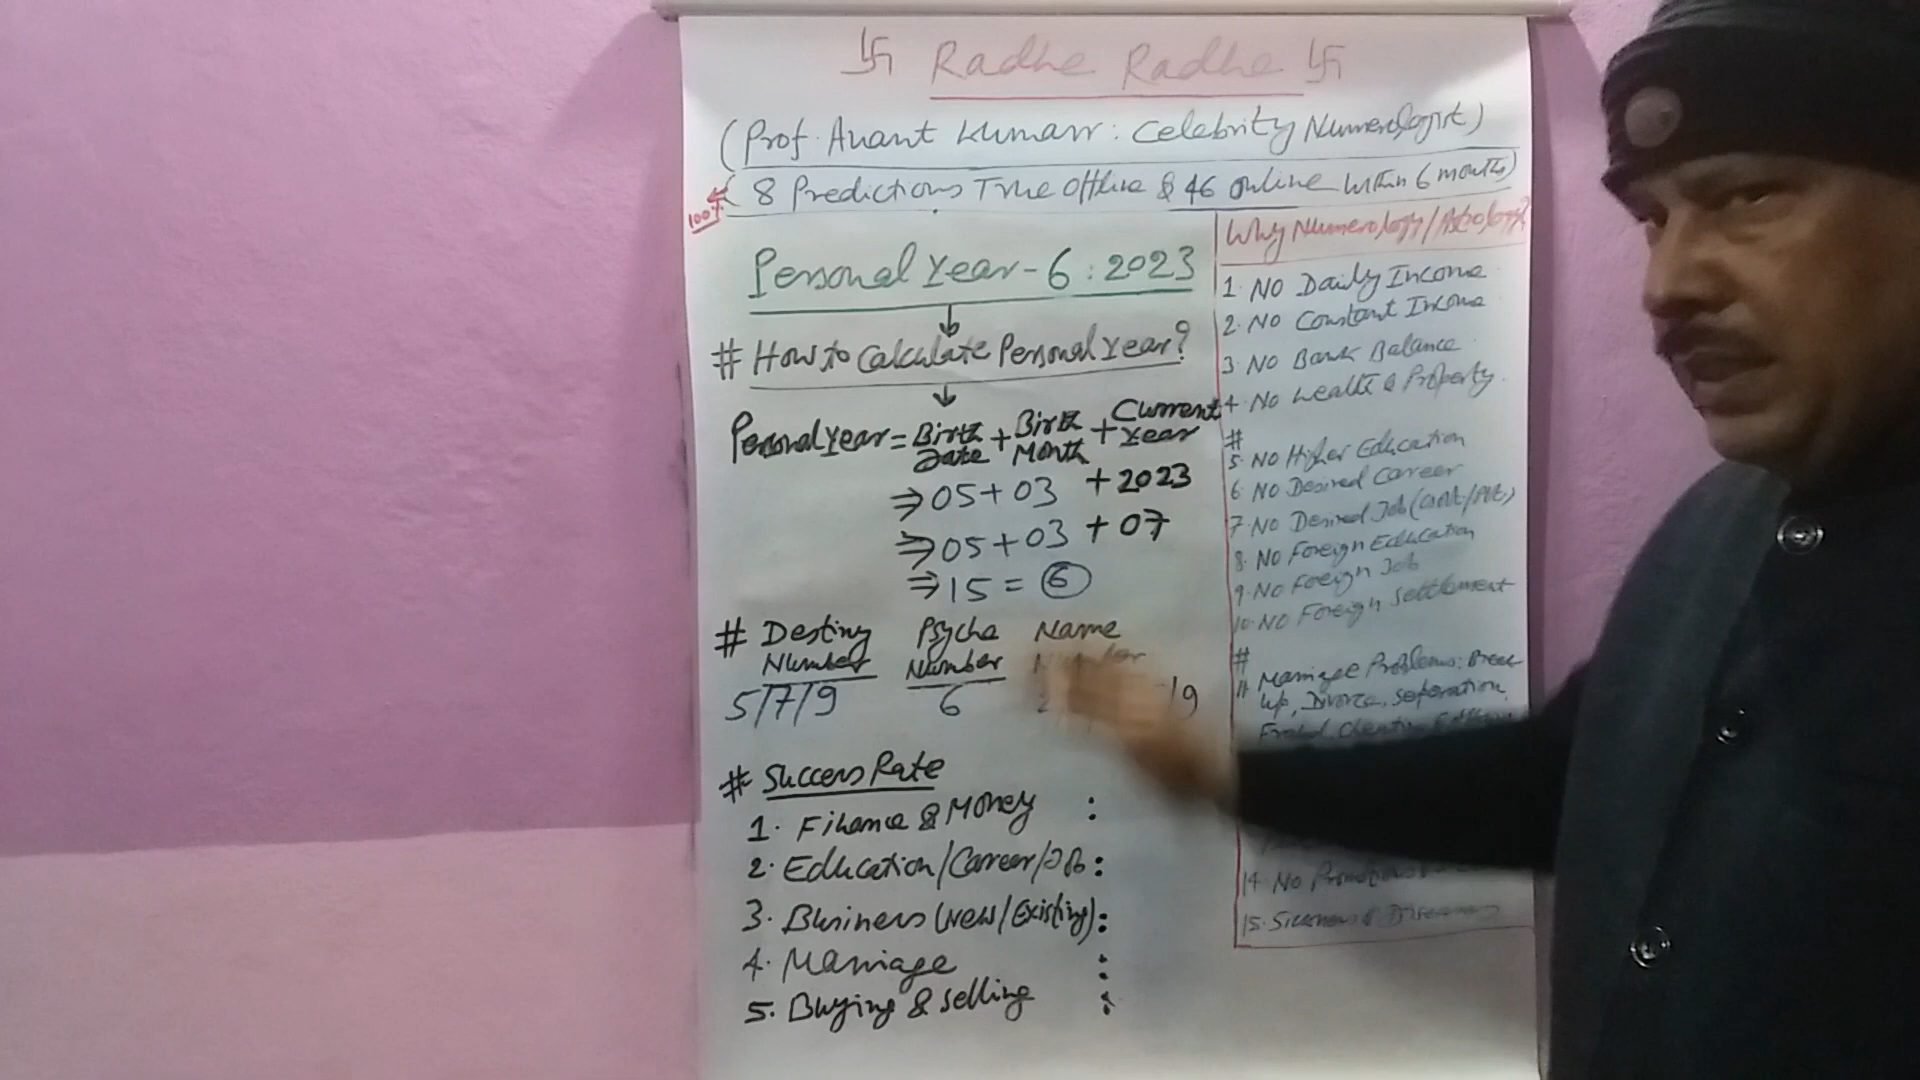 卐 Radhe Radhe 卐
(Prof. Anant Kumarr: Celebrity Numerologist)
8 Predictions True Offline & 46 online within 6 months)
100%
Personal Year-6:2023
# How to Calculate Personal Year?
Personal Year = Birth Date + Birth Month + Current Year
⇒ 05+03 +2023
⇒ 05+03 +07
⇒ 15 = 6
# Destiny Number Psyche Number Name
5/7/9 6 /9
# Success Rate
1. Finance & Money :
2. Education/Career/Job:
3. Business (New/Existing):
4. Marriage :
5. Buying & Selling :
Why Numerology/Astrology?
1. No Daily Income
2. No Constant Income
3. No Bank Balance
4. No Wealth & Property.
#
5. No Higher Education
6. No Desired Career
7. No Desired Job (Govt./Pvt.)
8. No Foreign Education
9. No Foreign Job
10. No Foreign Settlement
#
11. Marriage Problems: Break
up, Divorce, Separation,
14. No Promotions
15. Sickness & Diseases